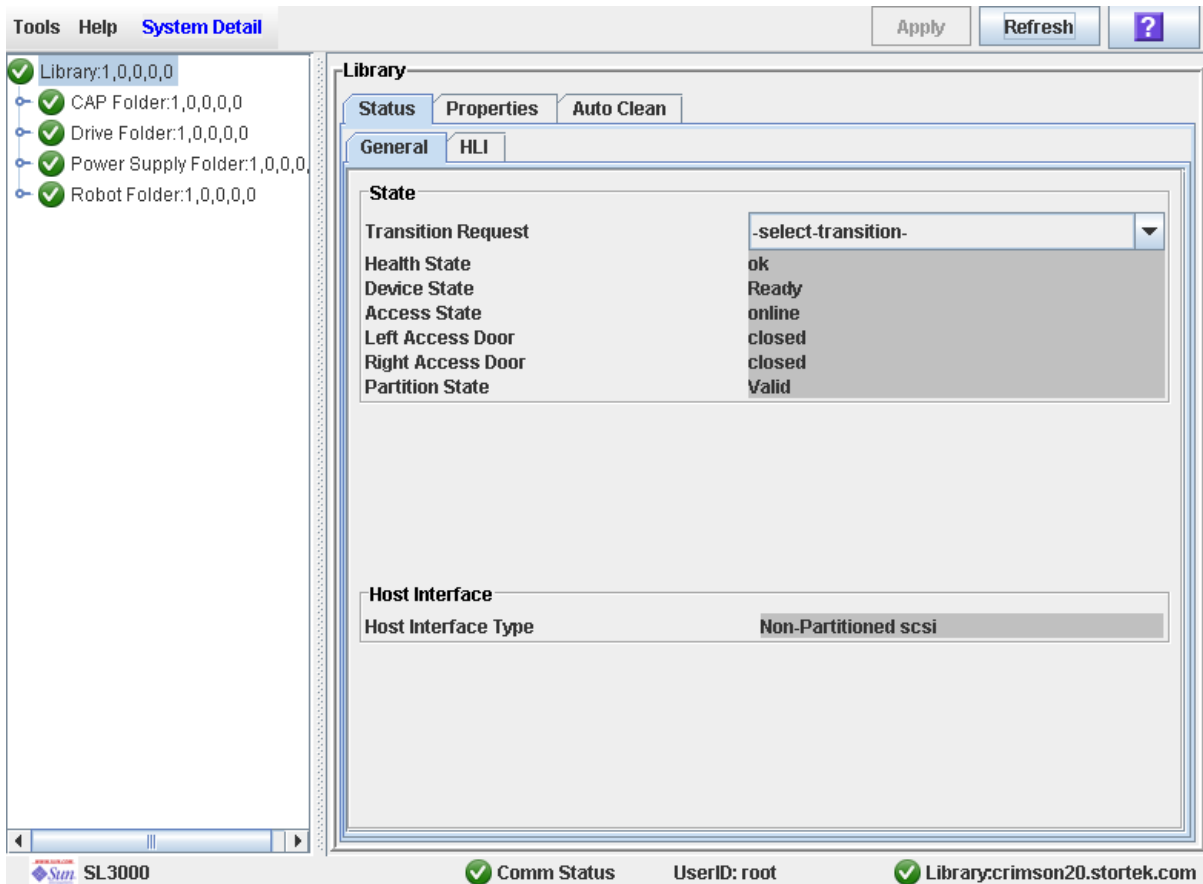 Tools Help System Detail Apply Refresh ?
Library:1,0,0,0,0
CAP Folder:1,0,0,0,0
Drive Folder:1,0,0,0,0
Power Supply Folder:1,0,0,0,
Robot Folder:1,0,0,0,0
Library
Status Properties Auto Clean
General HLI
State
Transition Request -select-transition-
Health State ok
Device State Ready
Access State online
Left Access Door closed
Right Access Door closed
Partition State Valid
Host Interface
Host Interface Type Non-Partitioned scsi
Sun SL3000 Comm Status UserID: root Library:crimson20.stortek.com